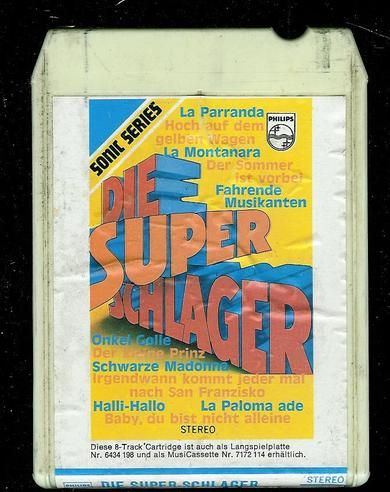 SONIC SERIES
La Parranda
PHILIPS
Hoch auf dem
gelben Wagen
La Montanara
Der Sommer
ist vorbei
Fahrende
Musikanten
DIE
SUPER
SCHLAGER
Onkel Golle
Der kleine Prinz
Schwarze Madonna
Irgendwann kommt jeder mal
nach San Franzisko
Halli-Hallo La Paloma ade
Baby, du bist nicht alleine
STEREO
Diese 8-Track Cartridge ist auch als Langspielplatte
Nr. 6434 198 und als MusiCassette Nr. 7172 114 erhältlich.
PHILIPS DIE SUPER SCHLAGER STEREO